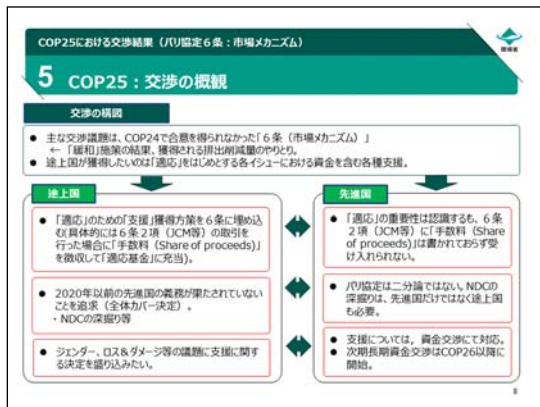 COP25における交渉結果（パリ協定６条：市場メカニズム）
環境省
5 COP25：交渉の概観
交渉の構図
● 主な交渉議題は、COP24で合意を得られなかった「６条（市場メカニズム）」
← 「緩和」施策の結果、獲得される排出削減量のやりとり。
● 途上国が獲得したいのは「適応」をはじめとする各イシューにおける資金を含む各種支援。
途上国
● 「適応」のための「支援」獲得方策を６条に埋め込
む(具体的には６条２項（JCM等）の取引を
行った場合に「手数料（Share of proceeds）」
を徴収して「適応基金」に充当)。
● 2020年以前の先進国の義務が果たされていない
ことを追求（全体カバー決定）。
・NDCの深掘り等
● ジェンダー、ロス＆ダメージ等の議題に支援に関す
る決定を盛り込みたい。
先進国
● 「適応」の重要性は認識するも、６条
２項（JCM等）に「手数料（Share
of proceeds）」は書かれておらず受
け入れられない。
● パリ協定は二分論ではない。NDCの
深掘りは、先進国だけではなく途上国
も必要。
● 支援については，資金交渉にて対応。
● 次期長期資金交渉はCOP26以降に
開始。
8